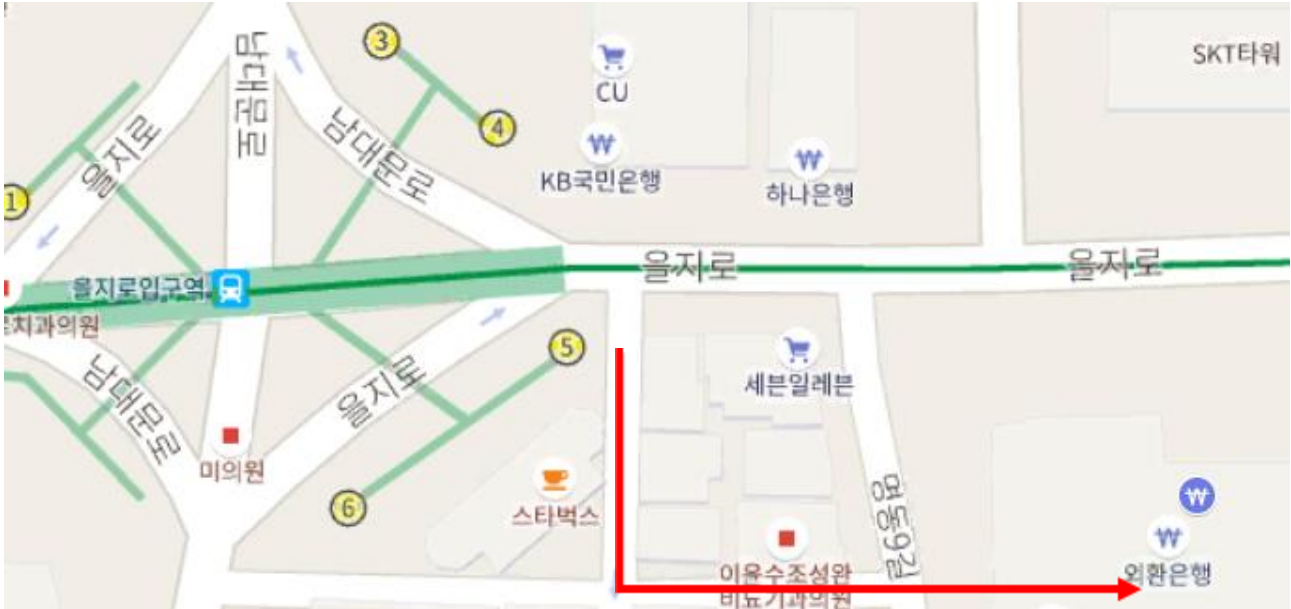 3
남대문로
SKT타워
CU
4
남대문로
을지로
KB국민은행
하나은행
1
을지로
을지로
을지로입구역
치과의원
5
세븐일레븐
남대문로
을지로
미의원
스타벅스
6
명동9길
이윤수조성완
비뇨기과의원
외환은행